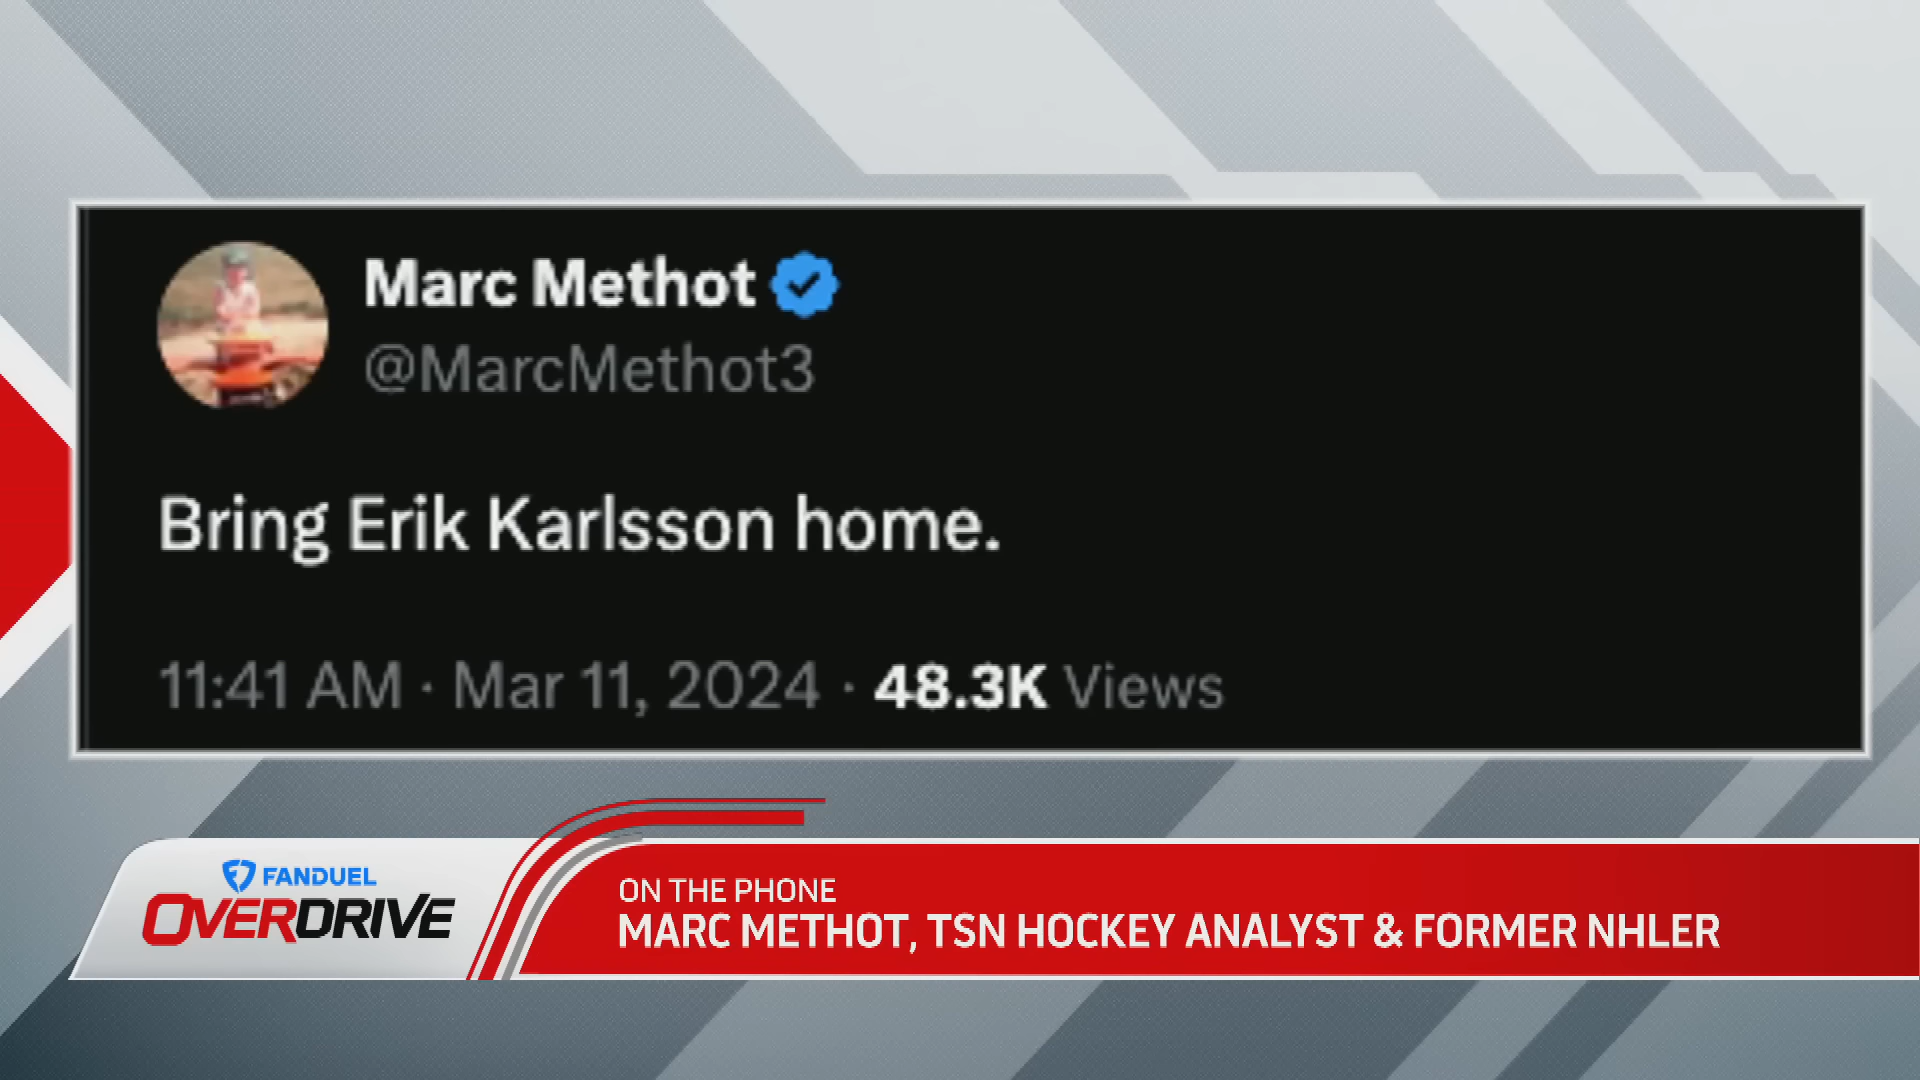 Marc Methot
@MarcMethot3
Bring Erik Karlsson home.
11:41 AM · Mar 11, 2024 · 48.3K Views
FANDUEL
OVERDRIVE
ON THE PHONE
MARC METHOT, TSN HOCKEY ANALYST & FORMER NHLER